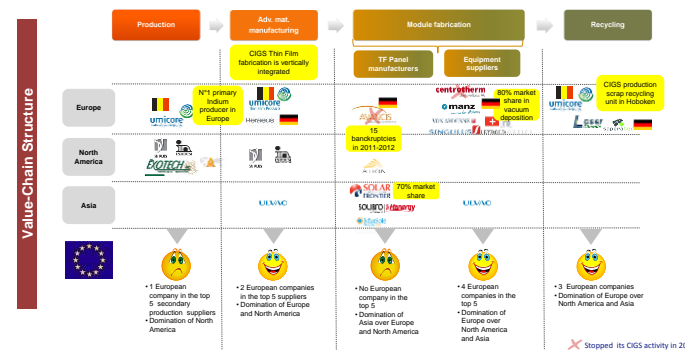 Value-Chain Structure
Production
Adv. mat.
manufacturing
Module fabrication
Recycling
CIGS Thin Film
fabrication is vertically
integrated
TF Panel
manufacturers
Equipment
suppliers
Europe
umicore
N°1 primary
Indium
producer in
Europe
umicore
Heraeus
AVANCIS
15
bankruptcies
in 2011-2012
centrotherm
manz
SINGULUS
80% market
share in
vacuum
deposition
umicore
CIGS production
scrap recycling
unit in Hoboken
North
America
Asia
ULVAC
SOLAR
FRONTIER
70% market
share
SOLIBRO
Hanergy
ULVAC
• 1 European
company in the top
5 secondary
production suppliers
• Domination of North
America
• 2 European companies
in the top 5 suppliers
• Domination of Europe
and North America
• No European
company in the
top 5
• Domination of
Asia over Europe
and North America
• 4 European
companies in the
top 5
• Domination of
Europe over
North America
and Asia
• 3 European companies
• Domination of Europe over
North America and Asia
Stopped its CIGS activity in 20